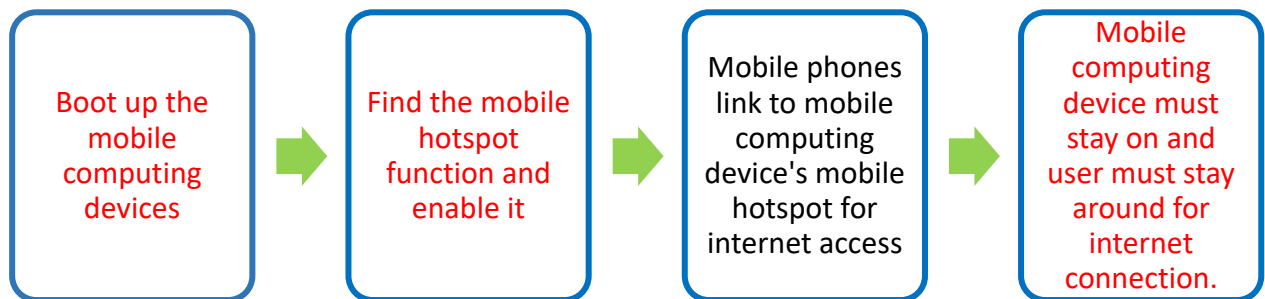 Boot up the
mobile
computing
devices
Find the mobile
hotspot
function and
enable it
Mobile phones
link to mobile
computing
device's mobile
hotspot for
internet access
Mobile
computing
device must
stay on and
user must stay
around for
internet
connection.